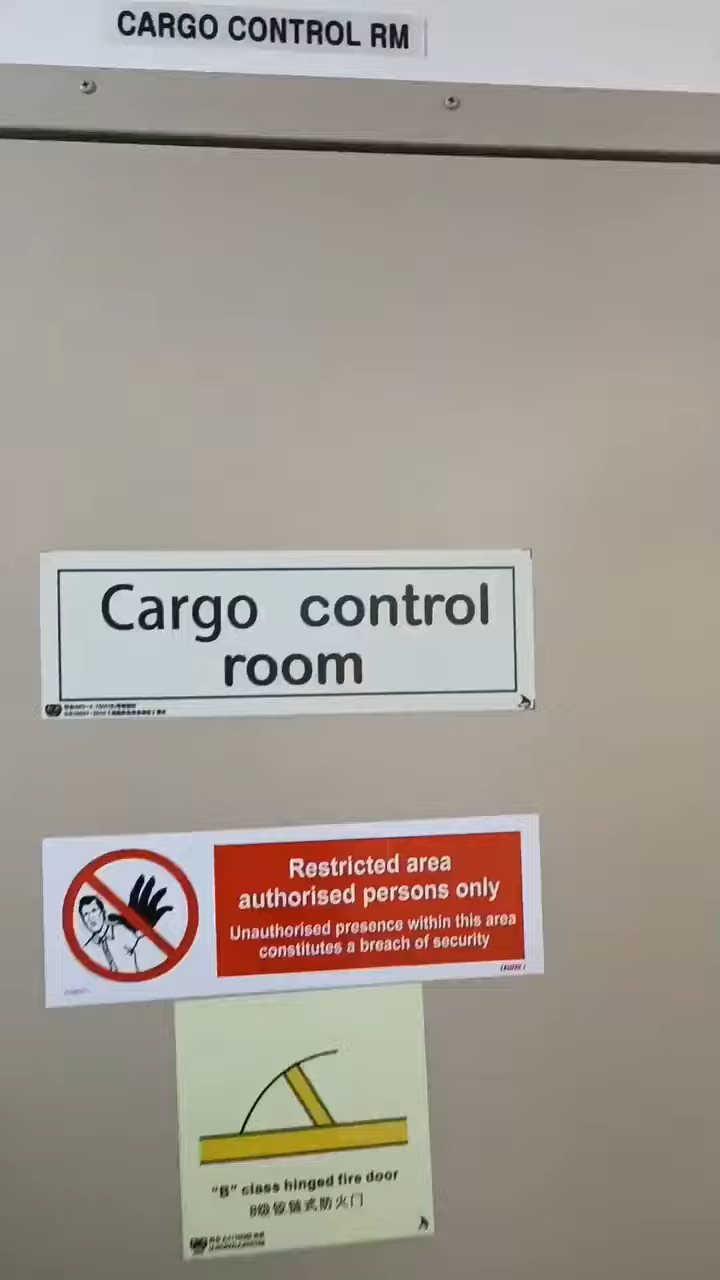 CARGO CONTROL RM
Cargo control
room
Restricted area
authorised persons only
Unauthorised presence within this area
constitutes a breach of security
"B" class hinged fire door
B级铰链式防火门